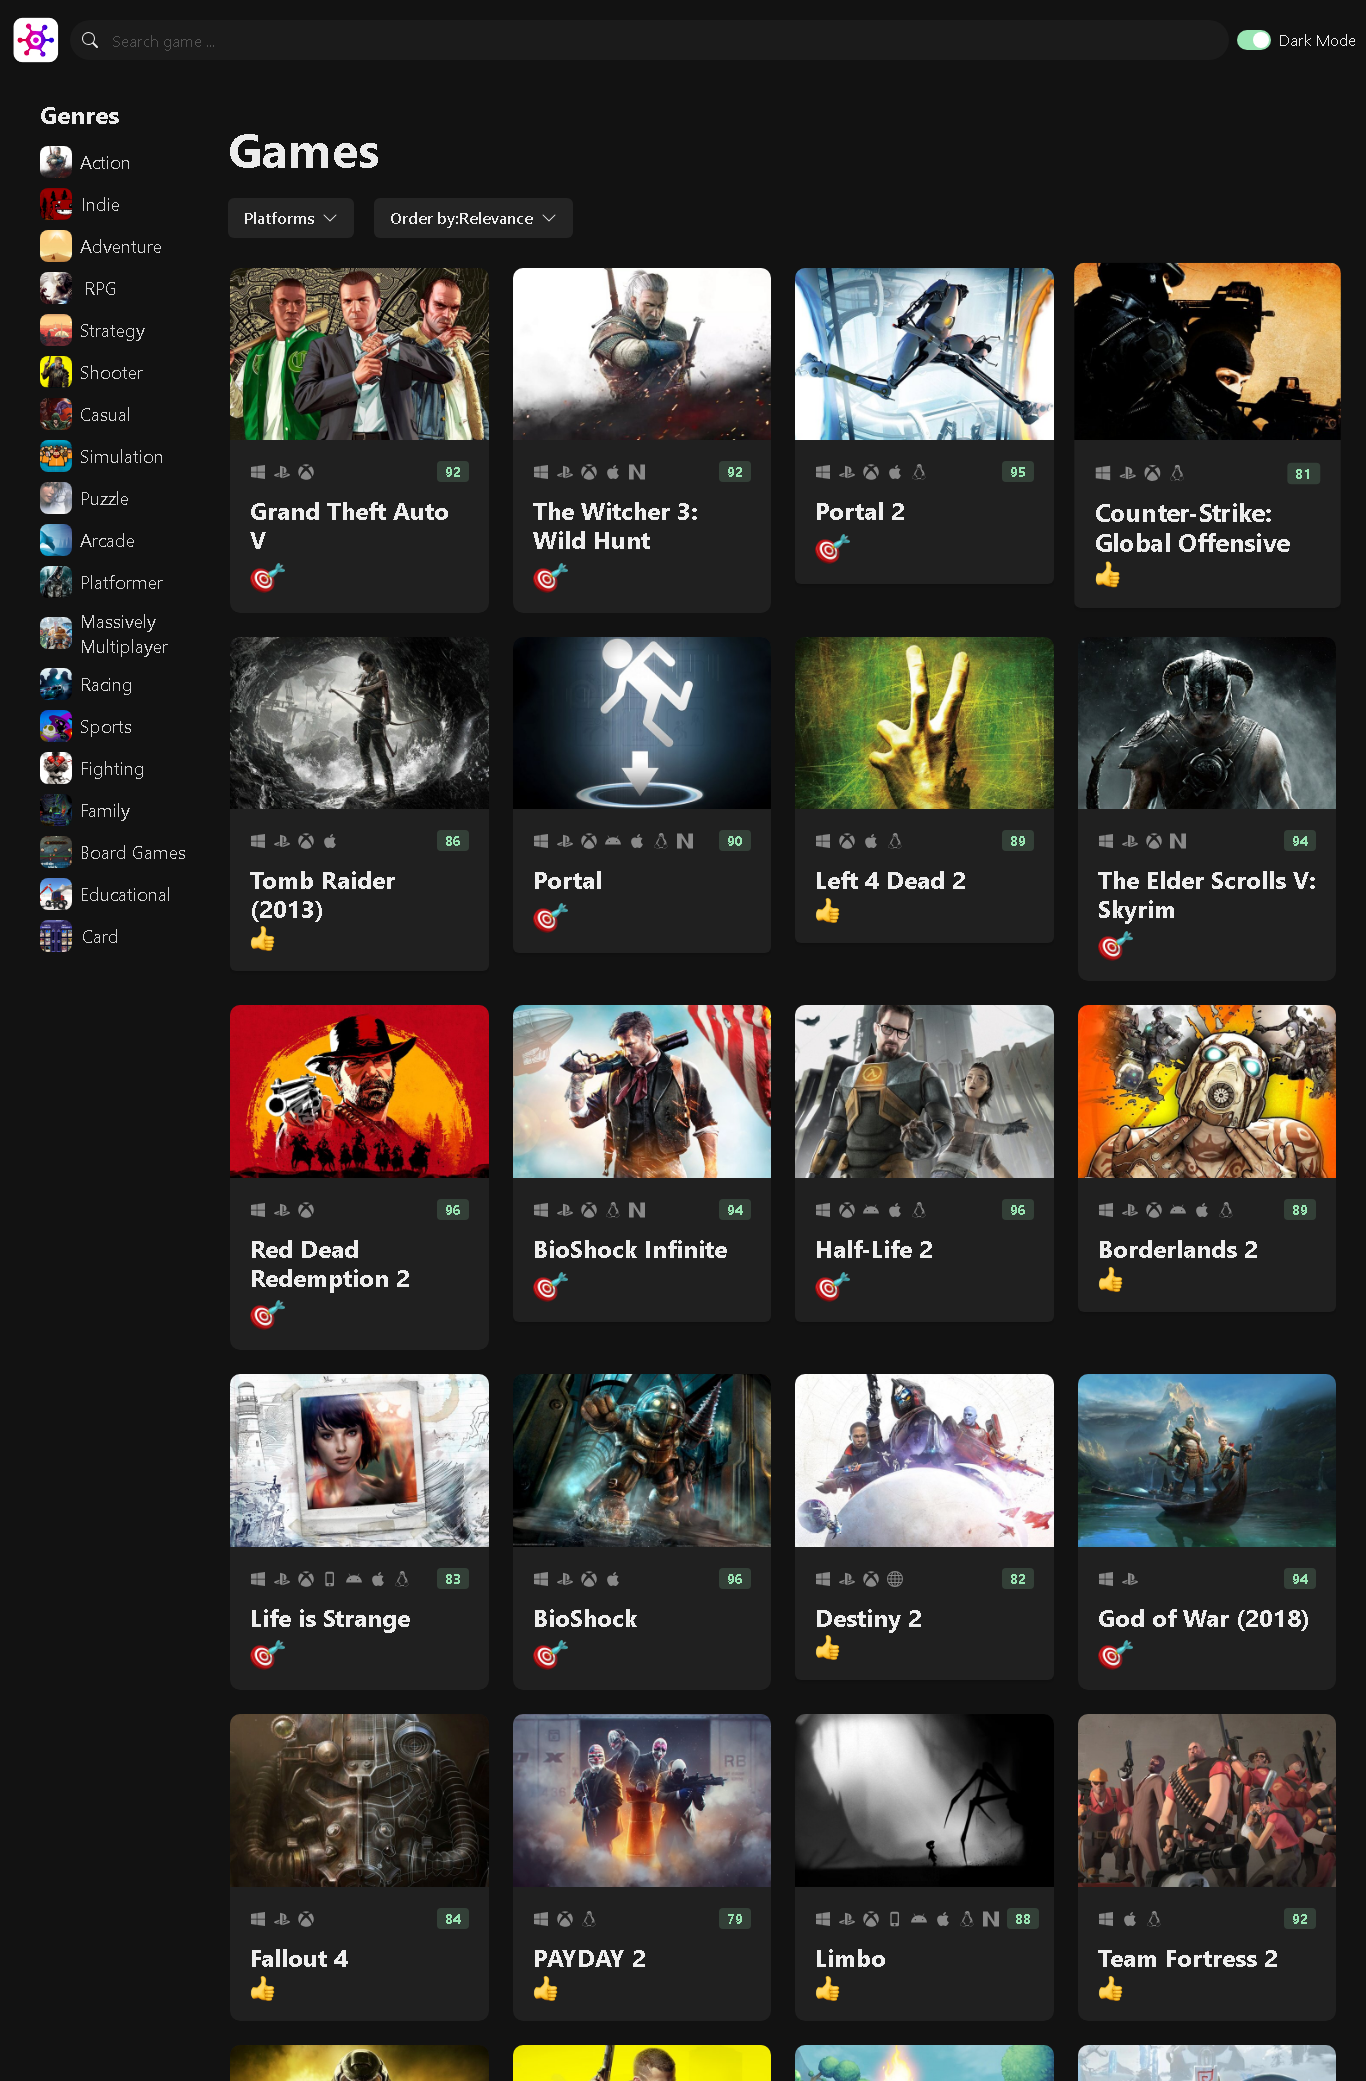 Search game ...
Dark Mode
Genres
Action
Indie
Adventure
RPG
Strategy
Shooter
Casual
Simulation
Puzzle
Arcade
Platformer
Massively
Multiplayer
Racing
Sports
Fighting
Family
Board Games
Educational
Card
Games
Platforms
Order by:Relevance
92
Grand Theft Auto
V
92
The Witcher 3:
Wild Hunt
95
Portal 2
81
Counter-Strike:
Global Offensive
86
Tomb Raider
(2013)
90
Portal
89
Left 4 Dead 2
94
The Elder Scrolls V:
Skyrim
96
Red Dead
Redemption 2
94
BioShock Infinite
96
Half-Life 2
89
Borderlands 2
83
Life is Strange
96
BioShock
82
Destiny 2
94
God of War (2018)
84
Fallout 4
79
PAYDAY 2
88
Limbo
92
Team Fortress 2